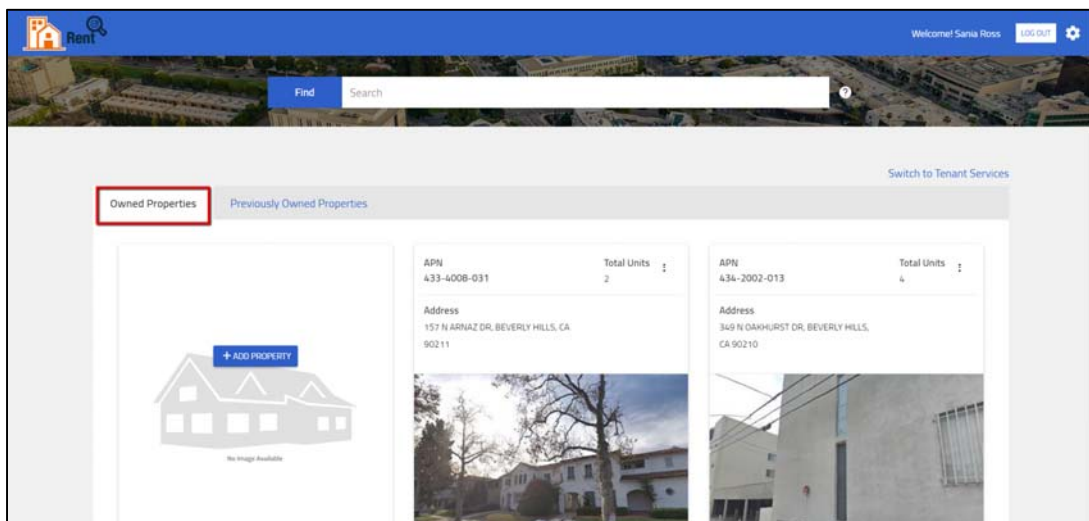 Rent
Welcome! Sania Ross
LOG OUT
Find
Search
?
Switch to Tenant Services
Owned Properties
Previously Owned Properties
+ ADD PROPERTY
No Image Available
APN
433-4008-031
Total Units
2
Address
157 N ARNAZ DR, BEVERLY HILLS, CA
90211
APN
434-2002-013
Total Units
4
Address
349 N OAKHURST DR, BEVERLY HILLS,
CA 90210